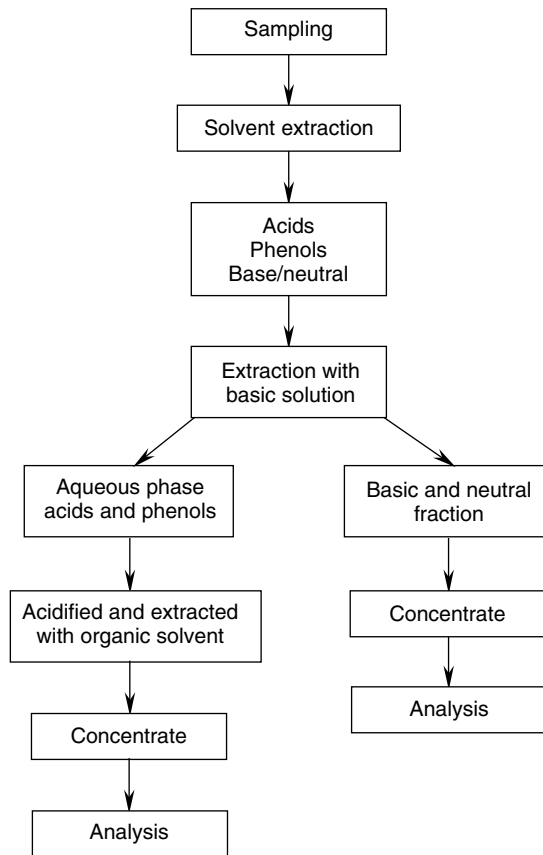 Sampling
Solvent extraction
Acids
Phenols
Base/neutral
Extraction with
basic solution
Aqueous phase
acids and phenols
Acidified and extracted
with organic solvent
Concentrate
Analysis
Basic and neutral
fraction
Concentrate
Analysis